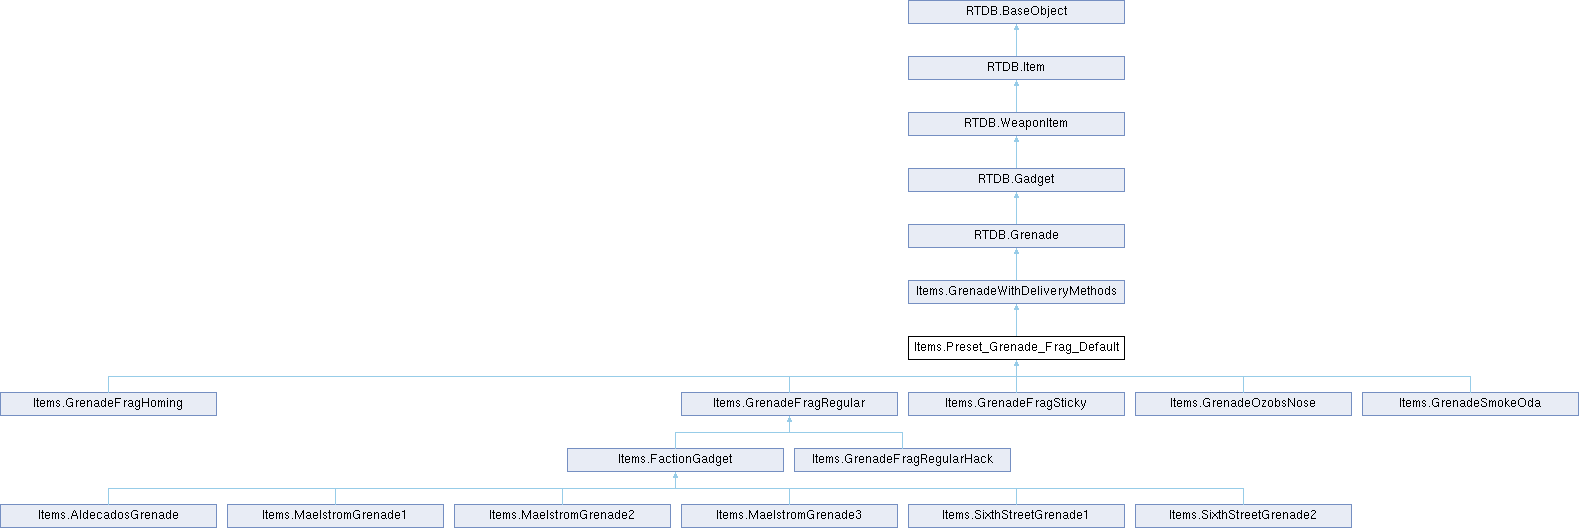 RTDB.BaseObject
RTDB.Item
RTDB.WeaponItem
RTDB.Gadget
RTDB.Grenade
Items.GrenadeWithDeliveryMethods
Items.Preset_Grenade_Frag_Default
Items.GrenadeFragHoming
Items.GrenadeFragRegular
Items.GrenadeFragSticky
Items.GrenadeOzobsNose
Items.GrenadeSmokeOda
Items.FactionGadget
Items.GrenadeFragRegularHack
Items.AldecadosGrenade
Items.MaelstromGrenade1
Items.MaelstromGrenade2
Items.MaelstromGrenade3
Items.SixthStreetGrenade1
Items.SixthStreetGrenade2